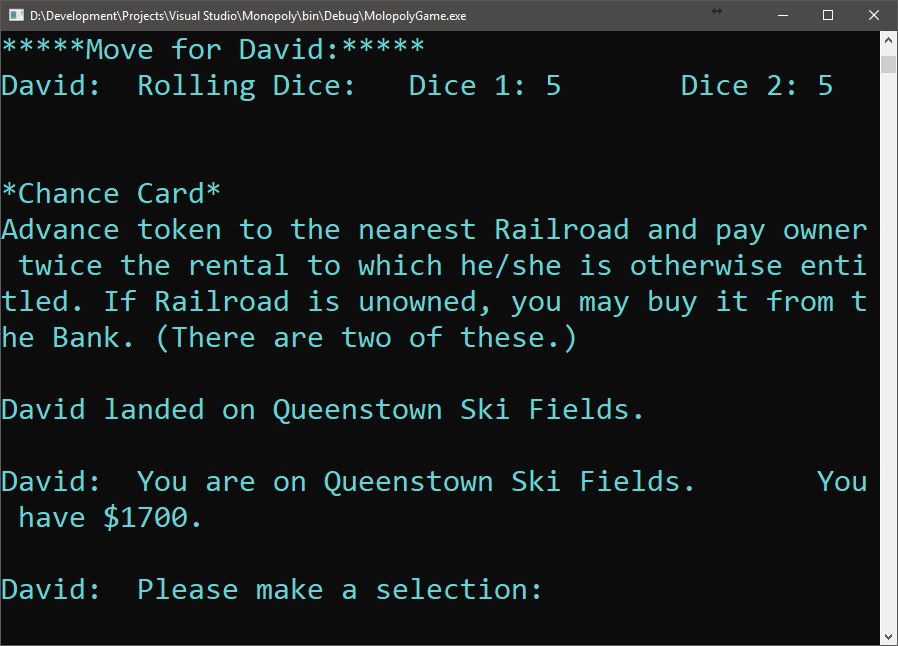 D:\Development\Projects\Visual Studio\Monopoly\bin\Debug\MolopolyGame.exe
*****Move for David:*****
David:  Rolling Dice:   Dice 1: 5       Dice 2: 5
*Chance Card*
Advance token to the nearest Railroad and pay owner
 twice the rental to which he/she is otherwise enti
tled. If Railroad is unowned, you may buy it from t
he Bank. (There are two of these.)
David landed on Queenstown Ski Fields.
David:  You are on Queenstown Ski Fields.       You
 have $1700.
David:  Please make a selection: